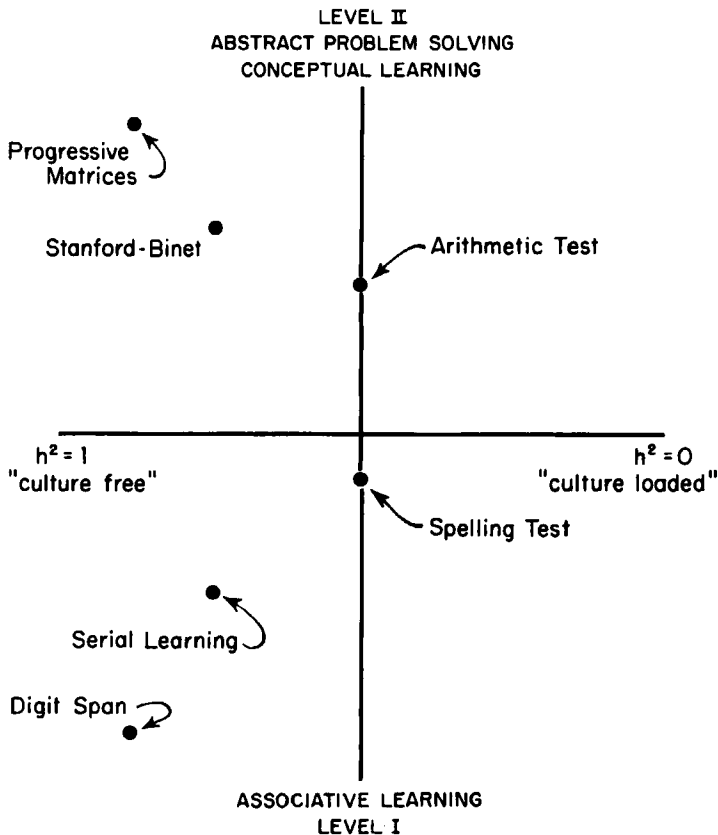 LEVEL II
ABSTRACT PROBLEM SOLVING
CONCEPTUAL LEARNING
Progressive
Matrices
Stanford-Binet
Arithmetic Test
h² = 1
"culture free"
h² = 0
"culture loaded"
Spelling Test
Serial Learning
Digit Span
ASSOCIATIVE LEARNING
LEVEL I